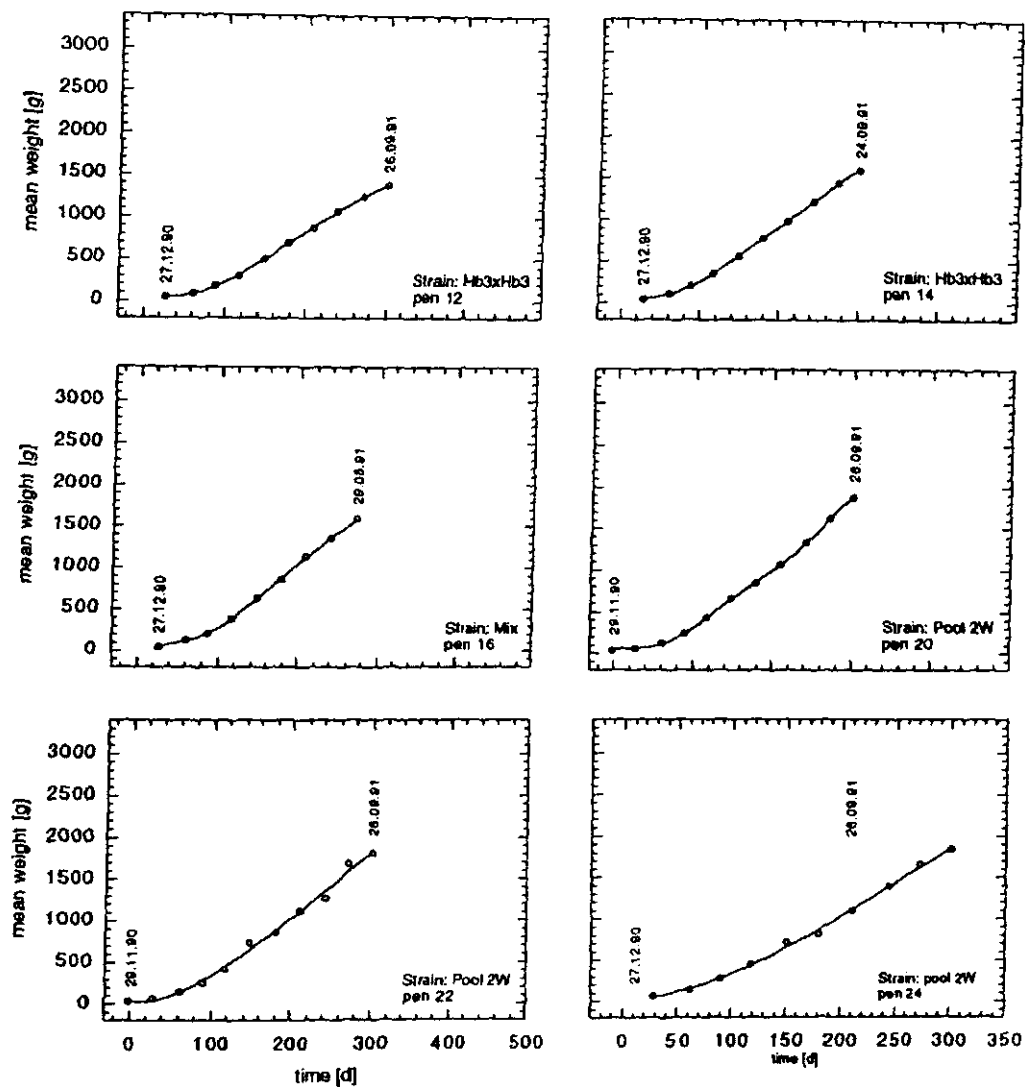 3000
2500
2000
1500
1000
500
0
mean weight [g]
27.12.90
26.09.91
Strain: Hb3xHb3
pen 12
27.12.90
24.09.91
Strain: Hb3xHb3
pen 14
3000
2500
2000
1500
1000
500
0
mean weight [g]
27.12.90
29.08.91
Strain: Mix
pen 16
29.11.90
26.09.91
Strain: Pool 2W
pen 20
3000
2500
2000
1500
1000
500
0
mean weight [g]
29.11.90
26.09.91
Strain: Pool 2W
pen 22
0 100 200 300 400 500
time [d]
27.12.90
26.09.91
Strain: pool 2W
pen 24
0 50 100 150 200 250 300 350
time [d]